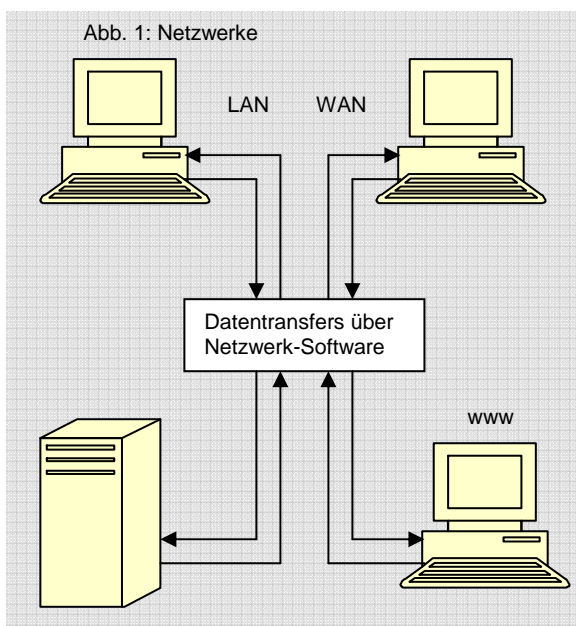 Abb. 1: Netzwerke
LAN WAN
Datentransfers über
Netzwerk-Software
www